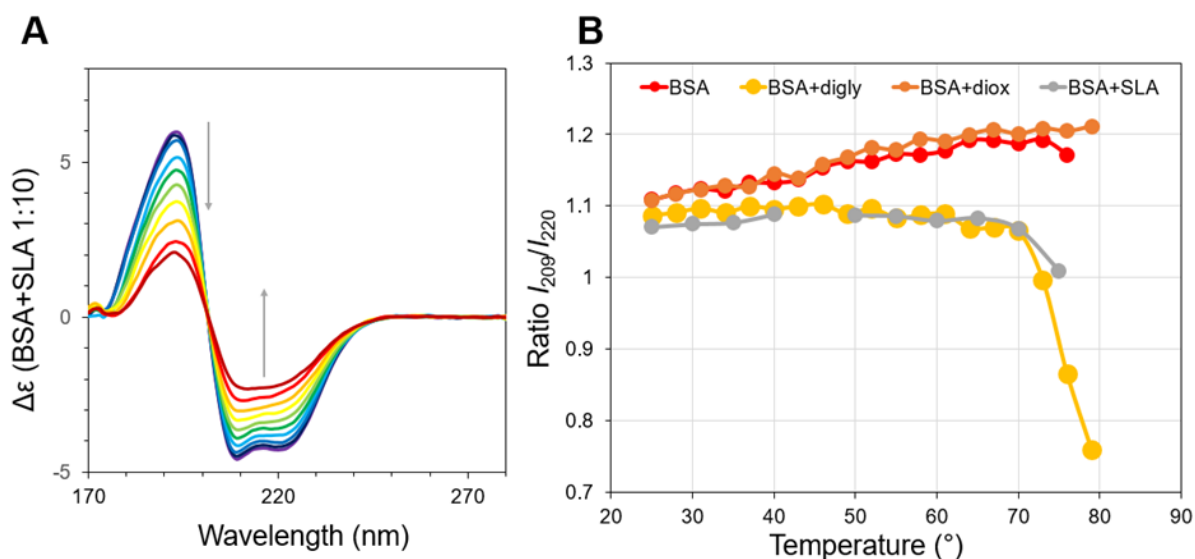 A
Δε (BSA+SLA 1:10)
5
0
-5
170
220
270
Wavelength (nm)
B
Ratio I209/I220
1.3
1.2
1.1
1
0.9
0.8
0.7
BSA
BSA+digly
BSA+diox
BSA+SLA
20
30
40
50
60
70
80
90
Temperature (°)